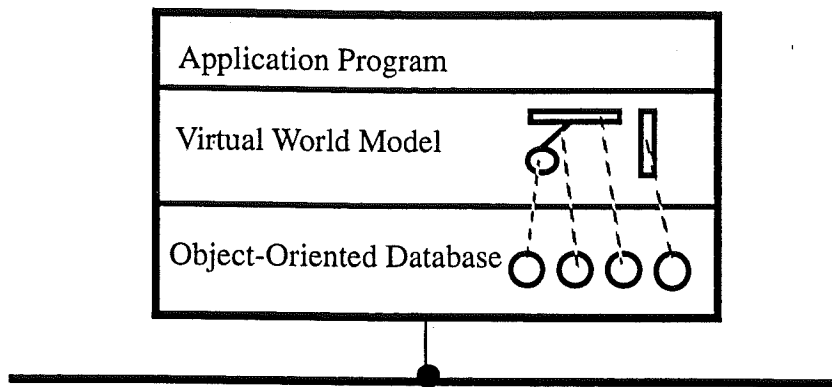 Application Program
Virtual World Model
Object-Oriented Database